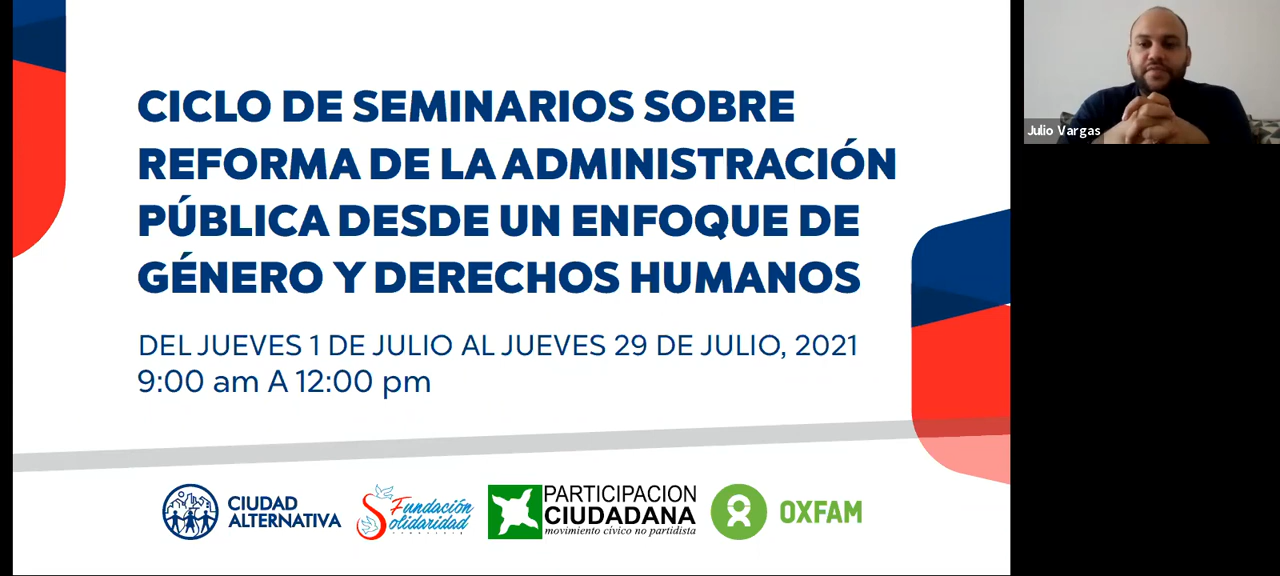 CICLO DE SEMINARIOS SOBRE
REFORMA DE LA ADMINISTRACIÓN
PÚBLICA DESDE UN ENFOQUE DE
GÉNERO Y DERECHOS HUMANOS
DEL JUEVES 1 DE JULIO AL JUEVES 29 DE JULIO, 2021
9:00 am A 12:00 pm
CIUDAD
ALTERNATIVA
Fundación
Solidaridad
PARTICIPACION
CIUDADANA
movimiento cívico no partidista
OXFAM
Julio Vargas